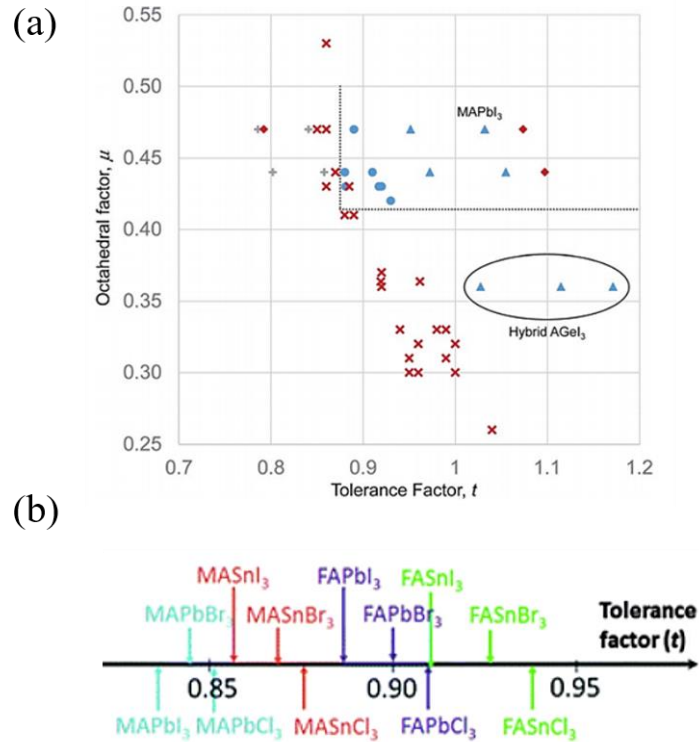 (a)
0.55
0.50
0.45
0.40
0.35
0.30
0.25
Octahedral factor, μ
MAPbI₃
Hybrid AGeI₃
0.7 0.8 0.9 1 1.1 1.2
Tolerance Factor, t
(b)
MASnI₃ FAPbI₃ FASnI₃
MAPbBr₃ MASnBr₃ FAPbBr₃ FASnBr₃
Tolerance
factor (t)
0.85 0.90 0.95
MAPbI₃ MAPbCl₃ MASnCl₃ FAPbCl₃ FASnCl₃